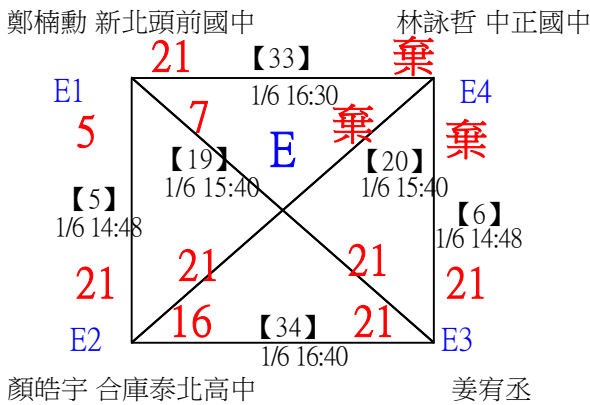 鄭楠勳 新北頭前國中 林詠哲 中正國中
21 【33】 棄
E1 1/6 16:30 E4
5 7 棄 棄
E
【19】 【20】
1/6 15:40 1/6 15:40
【5】 【6】
1/6 14:48 1/6 14:48
21 21 21 21
16 【34】 21
E2 1/6 16:40 E3
顏皓宇 合庫泰北高中 姜宥丞